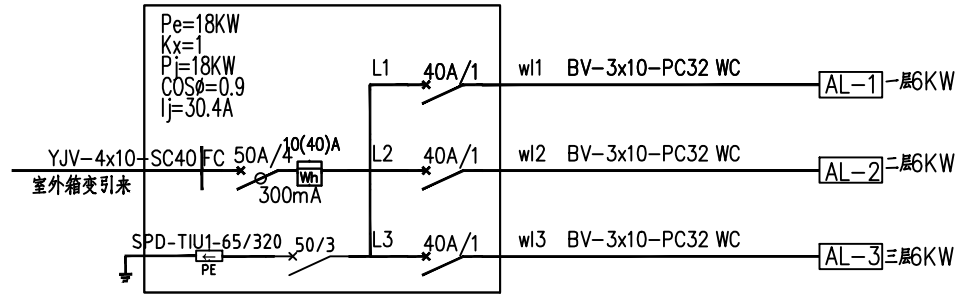 Pe=18KW
Kx=1
Pj=18KW
COSø=0.9
Ij=30.4A
L1 40A/1 wl1 BV-3x10-PC32 WC AL-1 一层6KW
YJV-4x10-SC40 FC 50A/4 10(40)A L2 40A/1 wl2 BV-3x10-PC32 WC AL-2 二层6KW
室外箱变引来 Wh
300mA
SPD-TIU1-65/320 50/3 L3 40A/1 wl3 BV-3x10-PC32 WC AL-3 三层6KW
PE